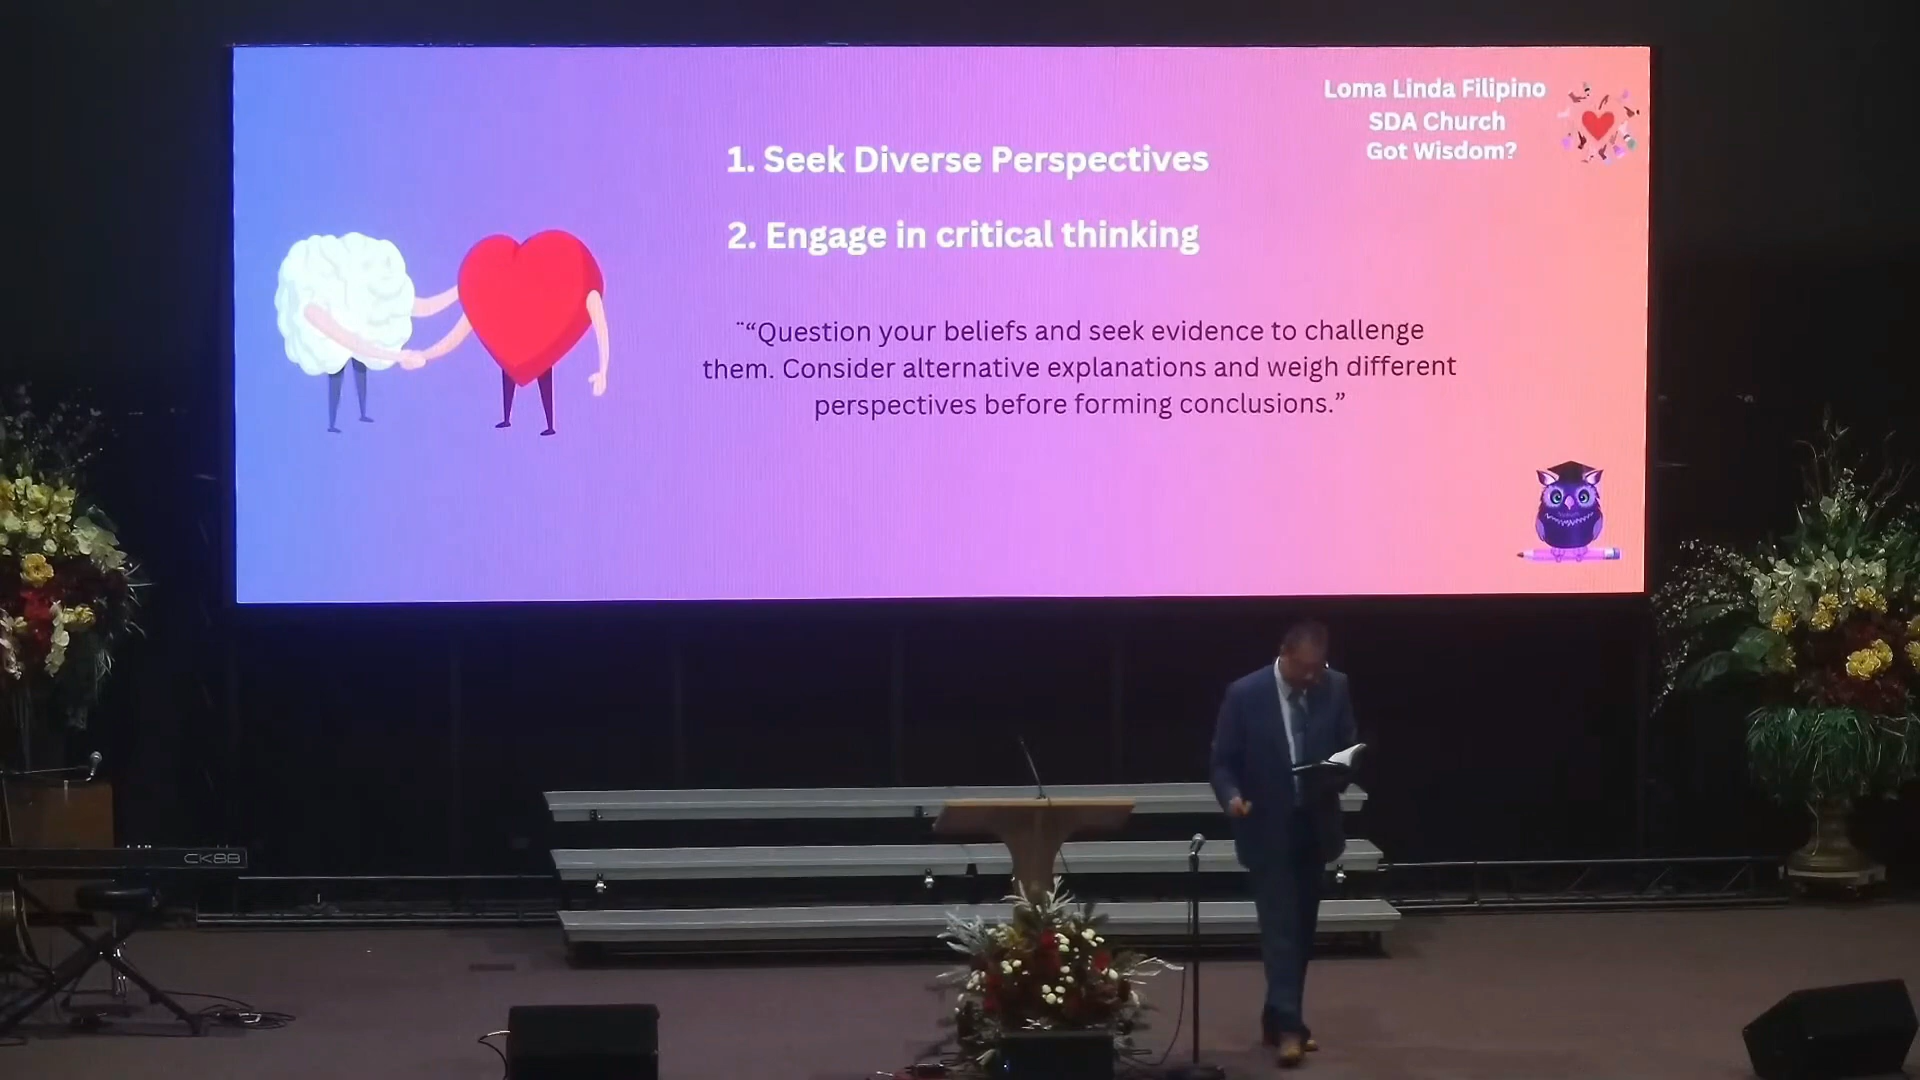 Loma Linda Filipino
SDA Church
Got Wisdom?
1. Seek Diverse Perspectives
2. Engage in critical thinking
¨“Question your beliefs and seek evidence to challenge
them. Consider alternative explanations and weigh different
perspectives before forming conclusions.”
CK88